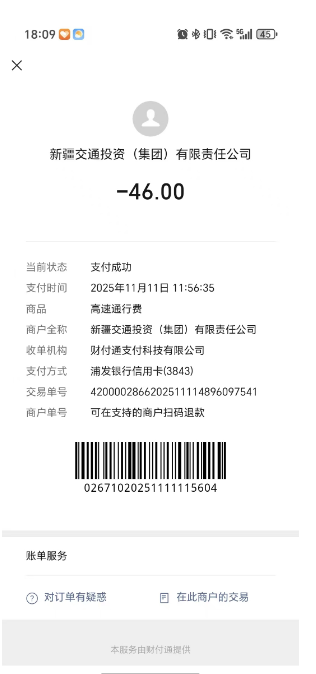 18:09
5G
45
新疆交通投资（集团）有限责任公司
-46.00
当前状态 支付成功
支付时间 2025年11月11日 11:56:35
商品 高速通行费
商户全称 新疆交通投资（集团）有限责任公司
收单机构 财付通支付科技有限公司
支付方式 浦发银行信用卡(3843)
交易单号 4200002866202511114896097541
商户单号 可在支持的商户扫码退款
02671020251111115604
账单服务
对订单有疑惑 在此商户的交易
本服务由财付通提供